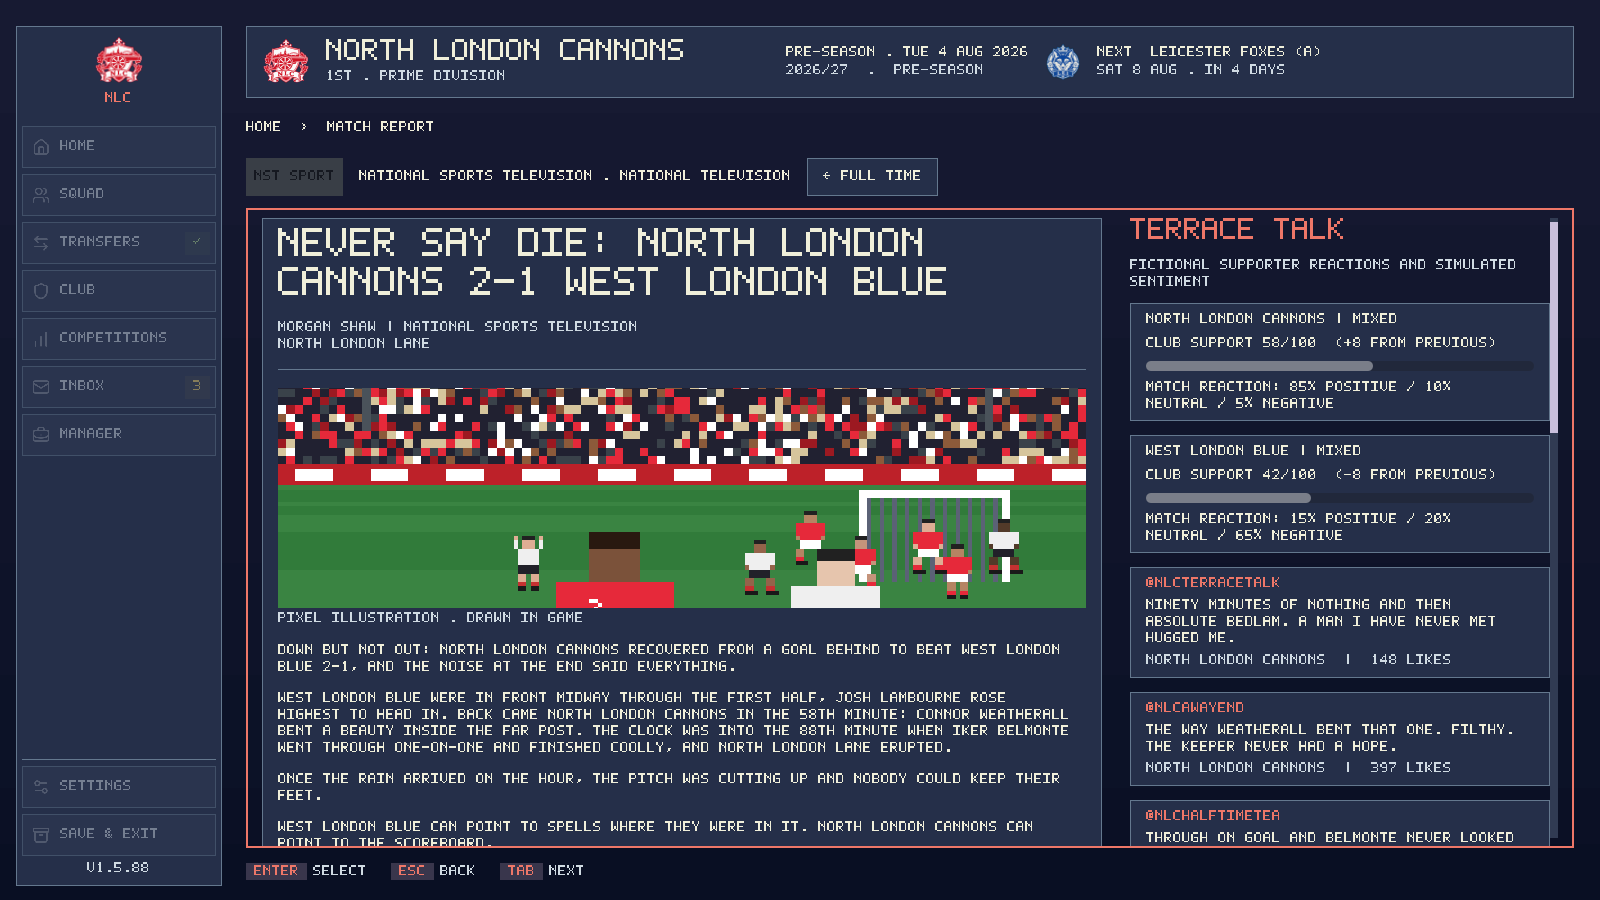 NLC
HOME
SQUAD
TRANSFERS
CLUB
COMPETITIONS
INBOX 3
MANAGER
SETTINGS
SAVE & EXIT
V1.5.88
NORTH LONDON CANNONS
1ST . PRIME DIVISION
PRE-SEASON . TUE 4 AUG 2026
2026/27 . PRE-SEASON
NEXT LEICESTER FOXES (A)
SAT 8 AUG . IN 4 DAYS
HOME > MATCH REPORT
NST SPORT
NATIONAL SPORTS TELEVISION . NATIONAL TELEVISION
← FULL TIME
NEVER SAY DIE: NORTH LONDON
CANNONS 2-1 WEST LONDON BLUE
MORGAN SHAW | NATIONAL SPORTS TELEVISION
NORTH LONDON LANE
PIXEL ILLUSTRATION . DRAWN IN GAME
DOWN BUT NOT OUT: NORTH LONDON CANNONS RECOVERED FROM A GOAL BEHIND TO BEAT WEST LONDON
BLUE 2-1, AND THE NOISE AT THE END SAID EVERYTHING.
WEST LONDON BLUE WERE IN FRONT MIDWAY THROUGH THE FIRST HALF, JOSH LAMBOURNE ROSE
HIGHEST TO HEAD IN. BACK CAME NORTH LONDON CANNONS IN THE 58TH MINUTE: CONNOR WEATHERALL
BENT A BEAUTY INSIDE THE FAR POST. THE CLOCK WAS INTO THE 88TH MINUTE WHEN IKER BELMONTE
WENT THROUGH ONE-ON-ONE AND FINISHED COOLLY, AND NORTH LONDON LANE ERUPTED.
ONCE THE RAIN ARRIVED ON THE HOUR, THE PITCH WAS CUTTING UP AND NOBODY COULD KEEP THEIR
FEET.
WEST LONDON BLUE CAN POINT TO SPELLS WHERE THEY WERE IN IT. NORTH LONDON CANNONS CAN
POINT TO THE SCOREBOARD.
TERRACE TALK
FICTIONAL SUPPORTER REACTIONS AND SIMULATED
SENTIMENT
NORTH LONDON CANNONS | MIXED
CLUB SUPPORT 58/100 (+8 FROM PREVIOUS)
MATCH REACTION: 85% POSITIVE / 10%
NEUTRAL / 5% NEGATIVE
WEST LONDON BLUE | MIXED
CLUB SUPPORT 42/100 (-8 FROM PREVIOUS)
MATCH REACTION: 15% POSITIVE / 20%
NEUTRAL / 65% NEGATIVE
@NLCTERRACETALK
NINETY MINUTES OF NOTHING AND THEN
ABSOLUTE BEDLAM. A MAN I HAVE NEVER MET
HUGGED ME.
NORTH LONDON CANNONS | 148 LIKES
@NLCAWAYEND
THE WAY WEATHERALL BENT THAT ONE. FILTHY.
THE KEEPER NEVER HAD A HOPE.
NORTH LONDON CANNONS | 397 LIKES
@NLCHALFTIMETEA
THROUGH ON GOAL AND BELMONTE NEVER LOOKED
ENTER SELECT ESC BACK TAB NEXT